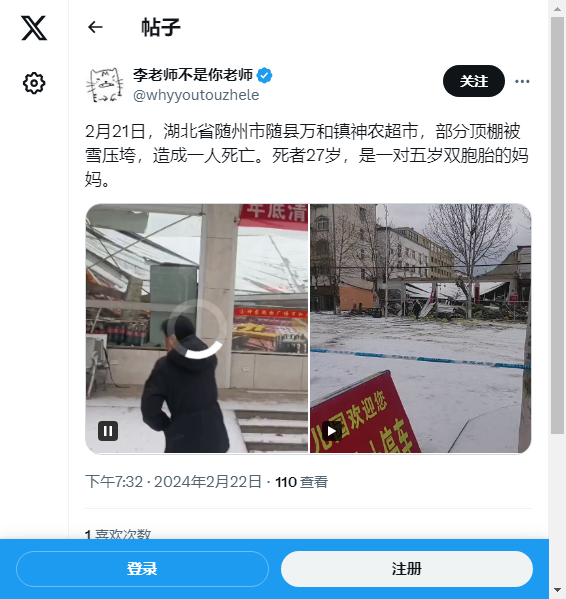 帖子
李老师不是你老师
@whyyoutouzhele
关注
2月21日，湖北省随州市随县万和镇神农超市，部分顶棚被
雪压垮，造成一人死亡。死者27岁，是一对五岁双胞胎的妈
妈。
年底清
儿园欢迎您
止停车
下午7:32 · 2024年2月22日 · 110 查看
1 喜欢次数
登录
注册